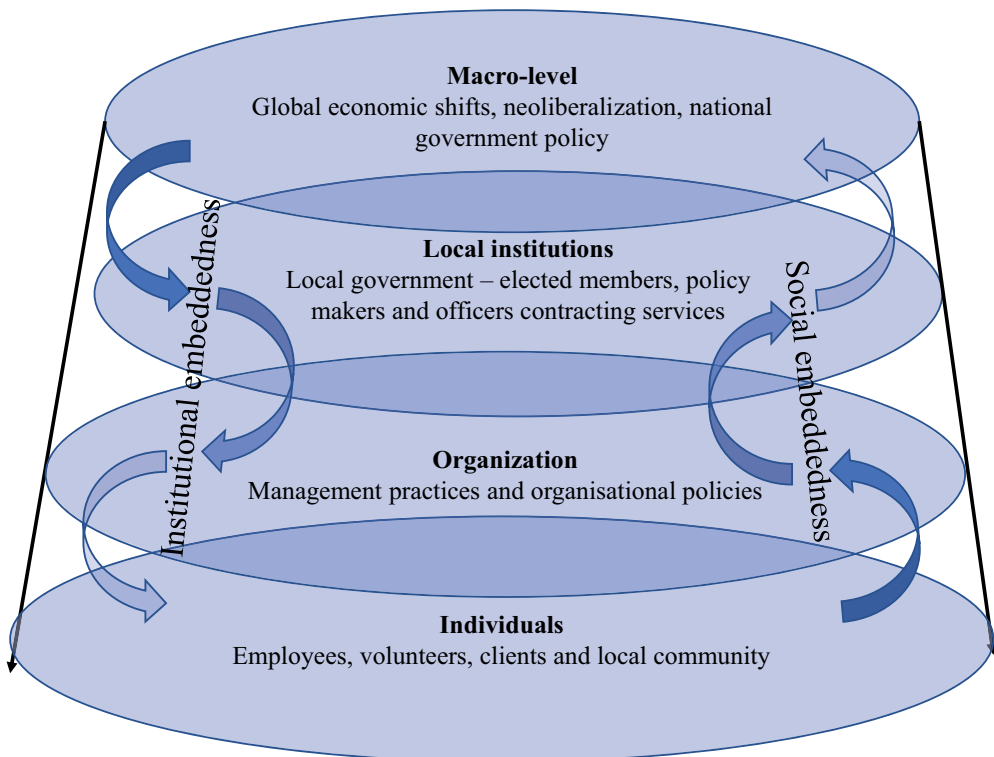 Macro-level
Global economic shifts, neoliberalization, national
government policy
Institutional embeddedness
Social embeddedness
Local institutions
Local government – elected members, policy
makers and officers contracting services
Organization
Management practices and organisational policies
Individuals
Employees, volunteers, clients and local community